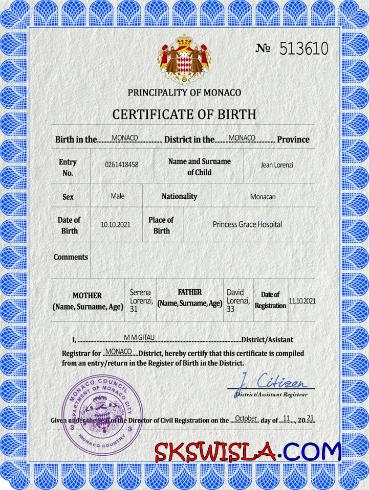 № 513610
PRINCIPALITY OF MONACO
CERTIFICATE OF BIRTH
Birth in the MONACO District in the MONACO Province
Entry No. 0261418458 Name and Surname of Child Jean Lorenzi
Sex Male Nationality Monacan
Date of Birth 10.10.2021 Place of Birth Princess Grace Hospital
Comments
MOTHER (Name, Surname, Age) Serena Lorenzi, 31 FATHER (Name, Surname, Age) David Lorenzi, 33 Date of Registration 11.10.2021
I, M M GITAU District/Asistant
Registrar for MONACO District, hereby certify that this certificate is compiled
from an entry/return in the Register of Birth in the District.
J. Citizen
District/Assistant Registrar
MONACO COUNCIL
DEPARTMENT OF MONACO CITY
MONACO COUNTRY
Given under the seal to the Director of Civil Registration on the October day of 11, 2021
SKSWISLA.COM